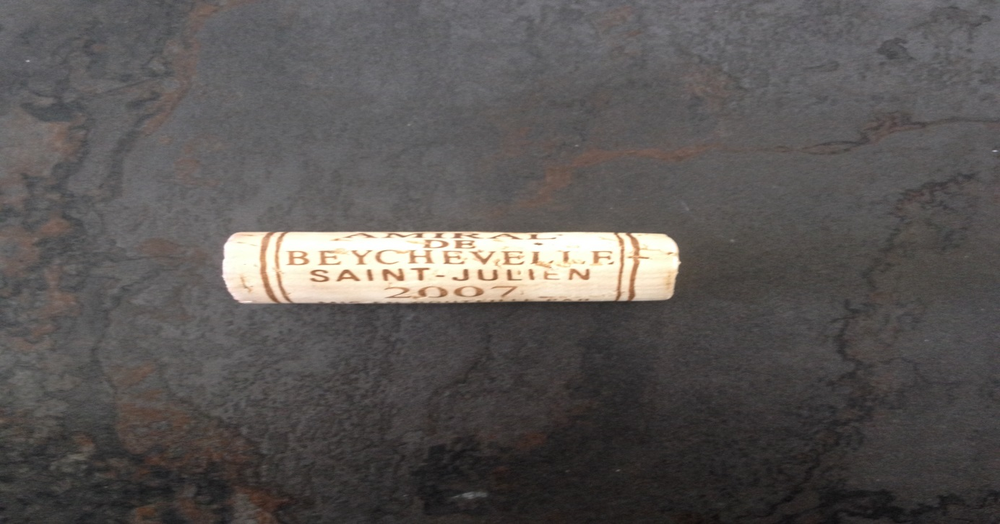 AMIRAL
DE
BEYCHEVELLE
SAINT-JULIEN
2007